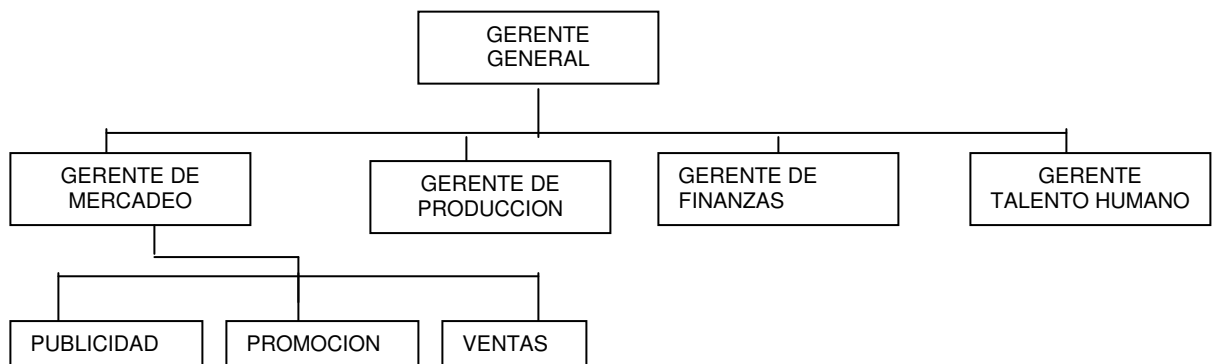 GERENTE
GENERAL
GERENTE DE
MERCADEO
GERENTE DE
PRODUCCION
GERENTE DE
FINANZAS
GERENTE
TALENTO HUMANO
PUBLICIDAD
PROMOCION
VENTAS